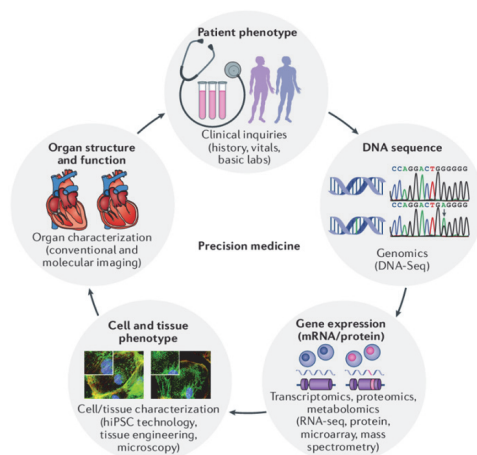 Patient phenotype
Clinical inquiries
(history, vitals,
basic labs)
DNA sequence
CCAGGACTGGGGGG
CCAGGACTGAGGGG
Genomics
(DNA-Seq)
Gene expression
(mRNA/protein)
Transcriptomics, proteomics,
metabolomics
(RNA-seq, protein,
microarray, mass
spectrometry)
Cell and tissue
phenotype
Cell/tissue characterization
(hiPSC technology,
tissue engineering,
microscopy)
Organ structure
and function
Organ characterization
(conventional and
molecular imaging)
Precision medicine